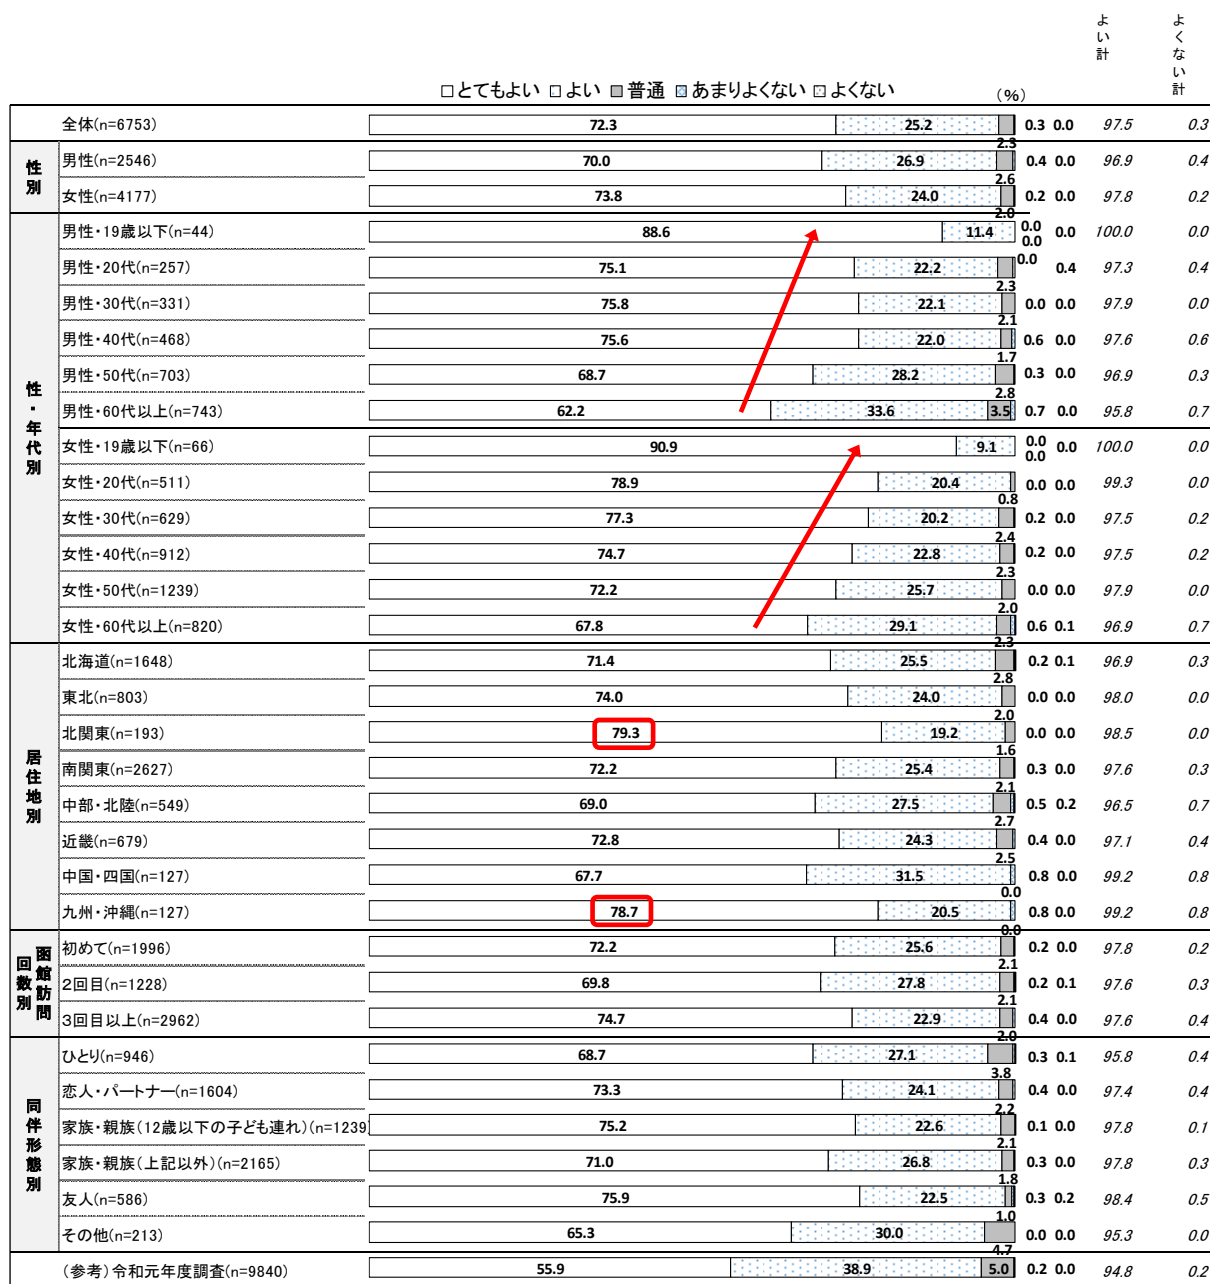 よい計
よくない計
□とてもよい □よい ■普通 □あまりよくない □よくない
(%)
全体(n=6753) 72.3 25.2 2.3 0.3 0.0 97.5 0.3
性別
男性(n=2546) 70.0 26.9 2.6 0.4 0.0 96.9 0.4
女性(n=4177) 73.8 24.0 2.0 0.2 0.0 97.8 0.2
性・年代別
男性・19歳以下(n=44) 88.6 11.4 0.0 0.0 0.0 100.0 0.0
男性・20代(n=257) 75.1 22.2 2.3 0.0 0.4 97.3 0.4
男性・30代(n=331) 75.8 22.1 2.1 0.0 0.0 97.9 0.0
男性・40代(n=468) 75.6 22.0 1.7 0.6 0.0 97.6 0.6
男性・50代(n=703) 68.7 28.2 2.8 0.3 0.0 96.9 0.3
男性・60代以上(n=743) 62.2 33.6 3.5 0.7 0.0 95.8 0.7
女性・19歳以下(n=66) 90.9 9.1 0.0 0.0 0.0 100.0 0.0
女性・20代(n=511) 78.9 20.4 0.8 0.0 0.0 99.3 0.0
女性・30代(n=629) 77.3 20.2 2.4 0.2 0.0 97.5 0.2
女性・40代(n=912) 74.7 22.8 2.3 0.2 0.0 97.5 0.2
女性・50代(n=1239) 72.2 25.7 2.0 0.0 0.0 97.9 0.0
女性・60代以上(n=820) 67.8 29.1 2.3 0.6 0.1 96.9 0.7
居住地別
北海道(n=1648) 71.4 25.5 2.8 0.2 0.1 96.9 0.3
東北(n=803) 74.0 24.0 2.0 0.0 0.0 98.0 0.0
北関東(n=193) 79.3 19.2 1.6 0.0 0.0 98.5 0.0
南関東(n=2627) 72.2 25.4 2.1 0.3 0.0 97.6 0.3
中部・北陸(n=549) 69.0 27.5 2.7 0.5 0.2 96.5 0.7
近畿(n=679) 72.8 24.3 2.5 0.4 0.0 97.1 0.4
中国・四国(n=127) 67.7 31.5 0.0 0.8 0.0 99.2 0.8
九州・沖縄(n=127) 78.7 20.5 0.0 0.8 0.0 99.2 0.8
函館訪問回数別
初めて(n=1996) 72.2 25.6 2.1 0.2 0.0 97.8 0.2
2回目(n=1228) 69.8 27.8 2.1 0.2 0.1 97.6 0.3
3回目以上(n=2962) 74.7 22.9 2.0 0.4 0.0 97.6 0.4
同伴形態別
ひとり(n=946) 68.7 27.1 3.8 0.3 0.1 95.8 0.4
恋人・パートナー(n=1604) 73.3 24.1 2.2 0.4 0.0 97.4 0.4
家族・親族(12歳以下の子ども連れ)(n=1239) 75.2 22.6 2.1 0.1 0.0 97.8 0.1
家族・親族(上記以外)(n=2165) 71.0 26.8 1.8 0.3 0.0 97.8 0.3
友人(n=586) 75.9 22.5 1.0 0.3 0.2 98.4 0.5
その他(n=213) 65.3 30.0 4.7 0.0 0.0 95.3 0.0
(参考)令和元年度調査(n=9840) 55.9 38.9 5.0 0.2 0.0 94.8 0.2